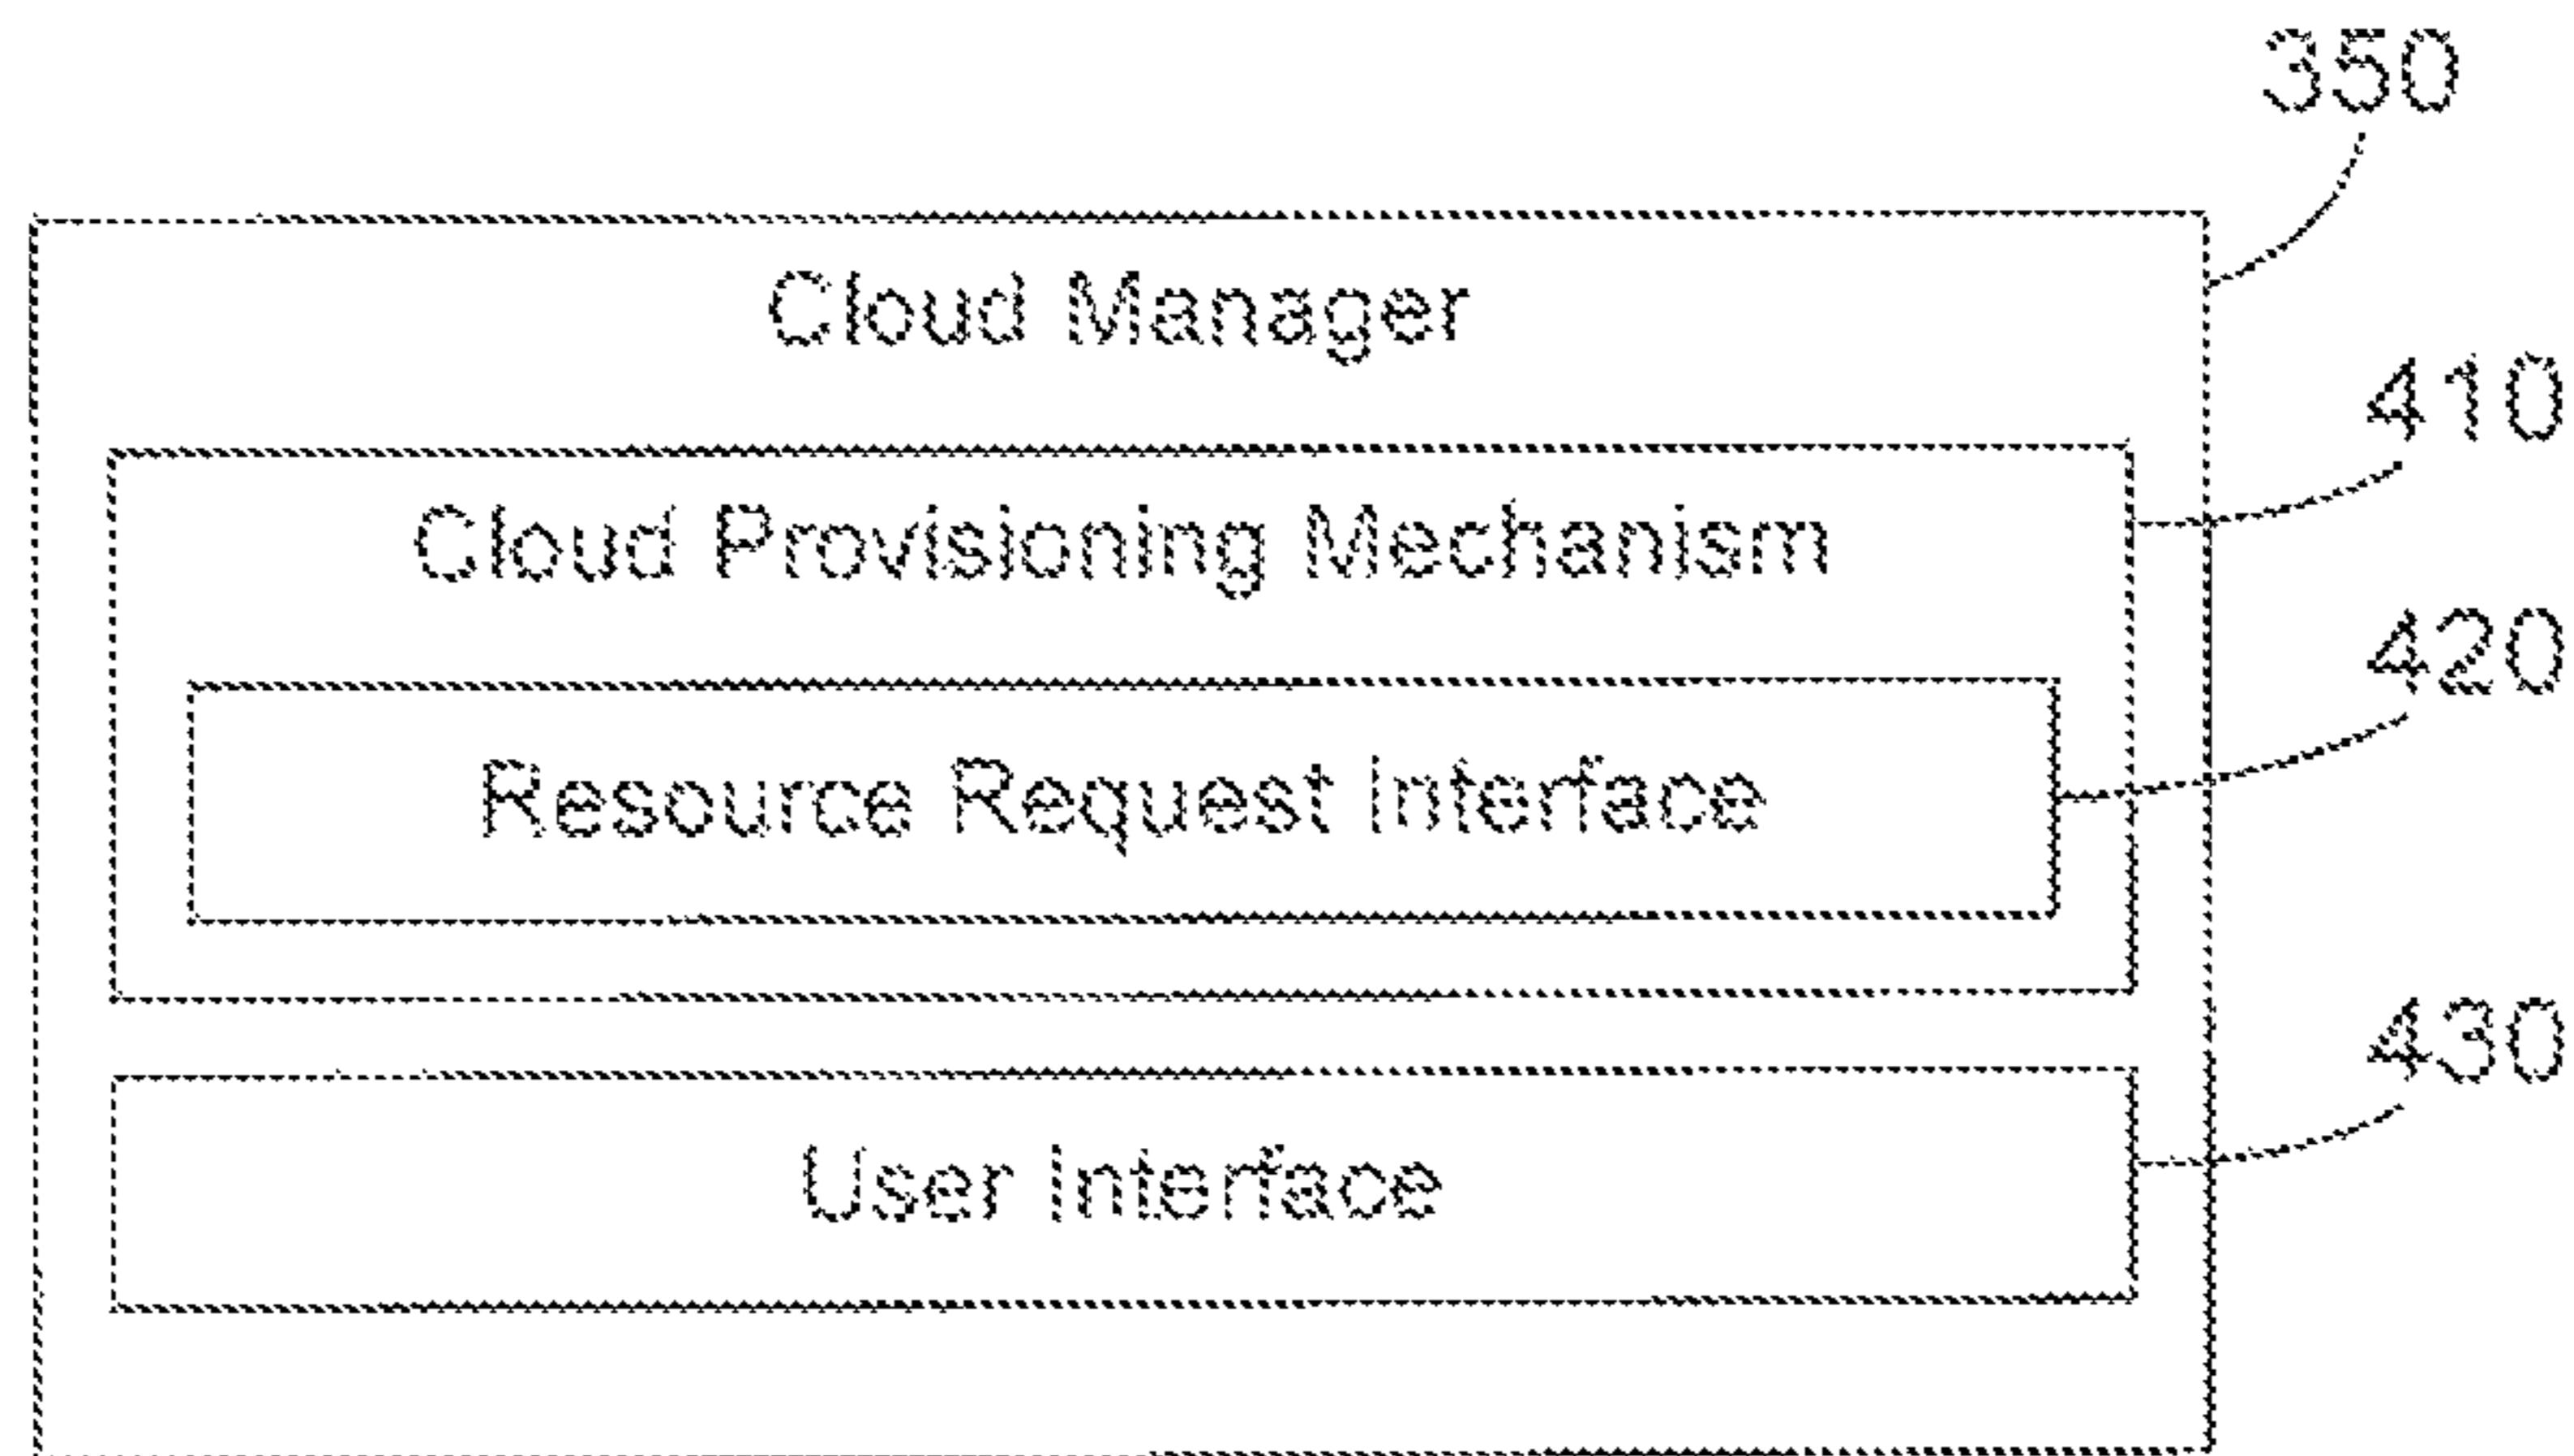 350
Cloud Manager
410
Cloud Provisioning Mechanism
420
Resource Request Interface
430
User Interface